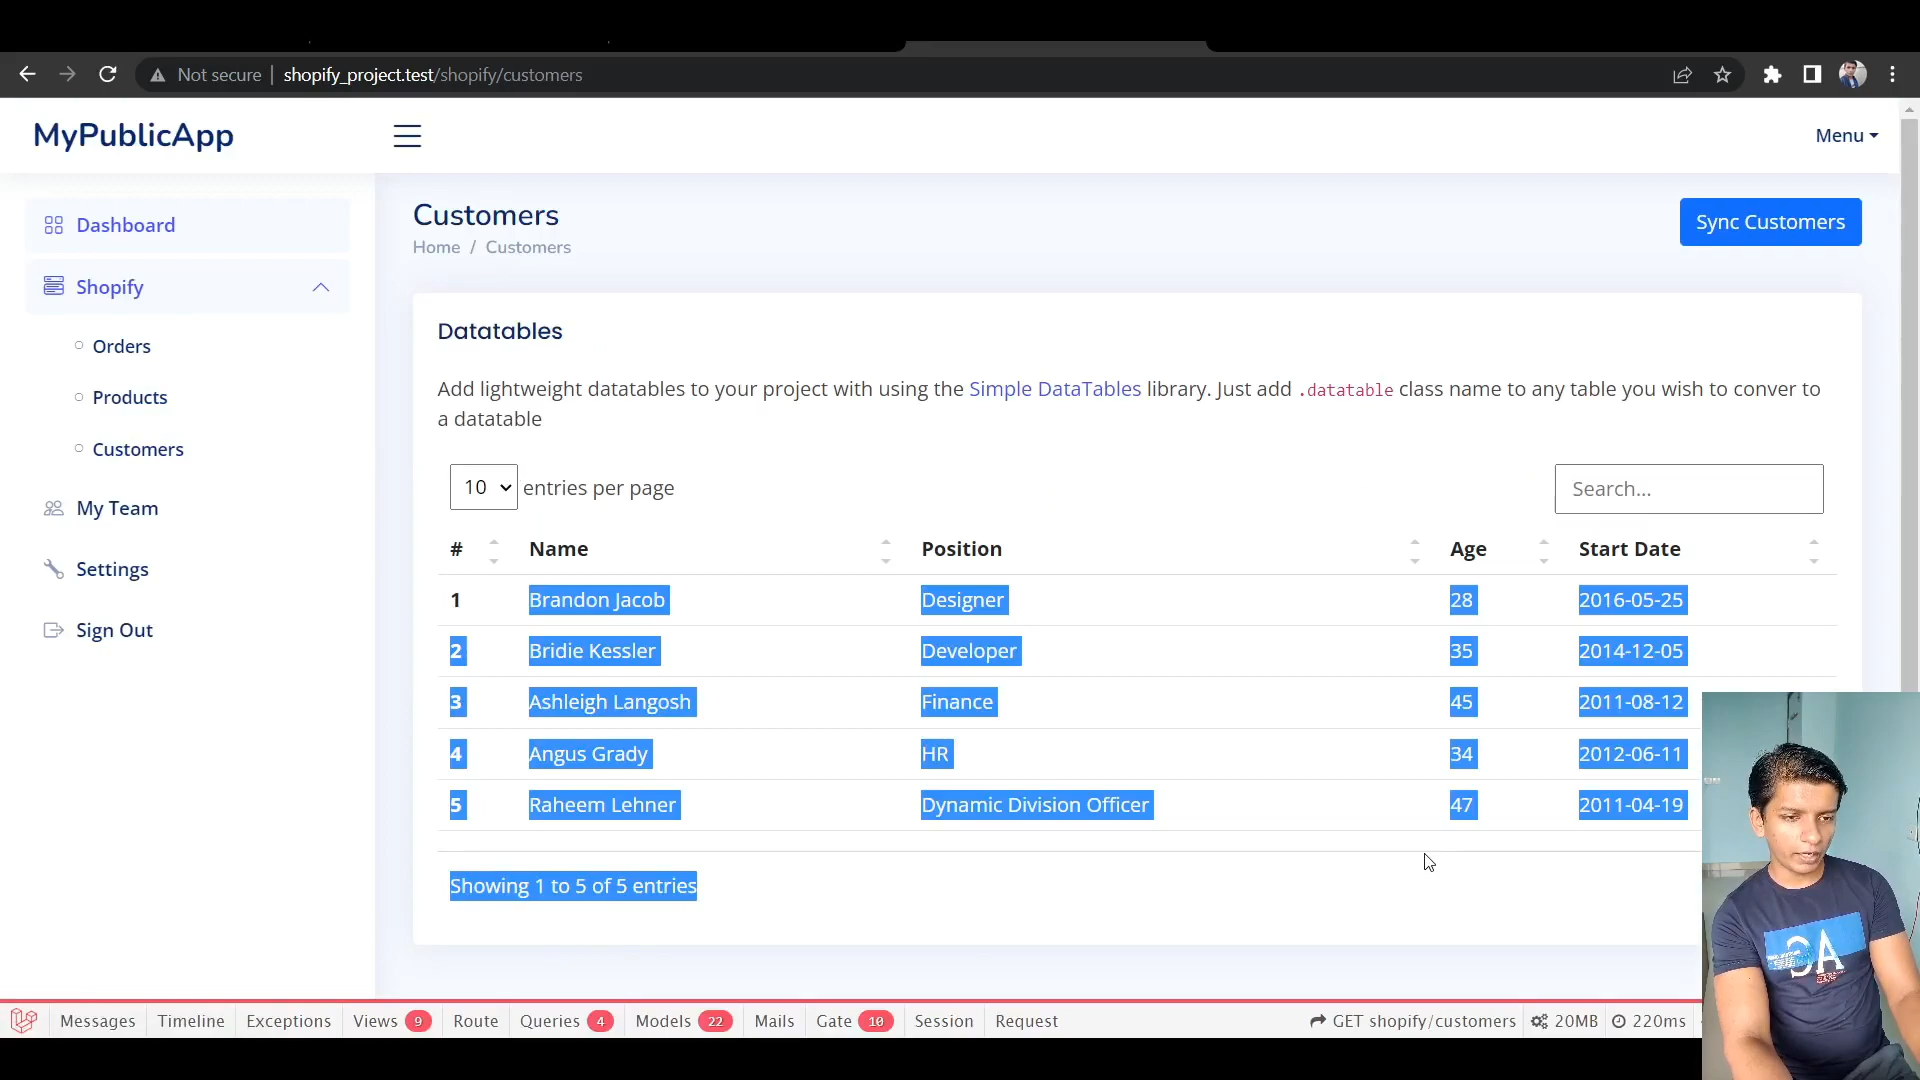 Not secure | shopify_project.test/shopify/customers
MyPublicApp
Menu
Dashboard
Shopify
Orders
Products
Customers
My Team
Settings
Sign Out
Customers
Home / Customers
Sync Customers
Datatables
Add lightweight datatables to your project with using the Simple DataTables library. Just add .datatable class name to any table you wish to conver to
a datatable
10 entries per page
Search...
# Name Position Age Start Date
1 Brandon Jacob Designer 28 2016-05-25
2 Bridie Kessler Developer 35 2014-12-05
3 Ashleigh Langosh Finance 45 2011-08-12
4 Angus Grady HR 34 2012-06-11
5 Raheem Lehner Dynamic Division Officer 47 2011-04-19
Showing 1 to 5 of 5 entries
Messages Timeline Exceptions Views 9 Route Queries 4 Models 22 Mails Gate 10 Session Request GET shopify/customers 20MB 220ms